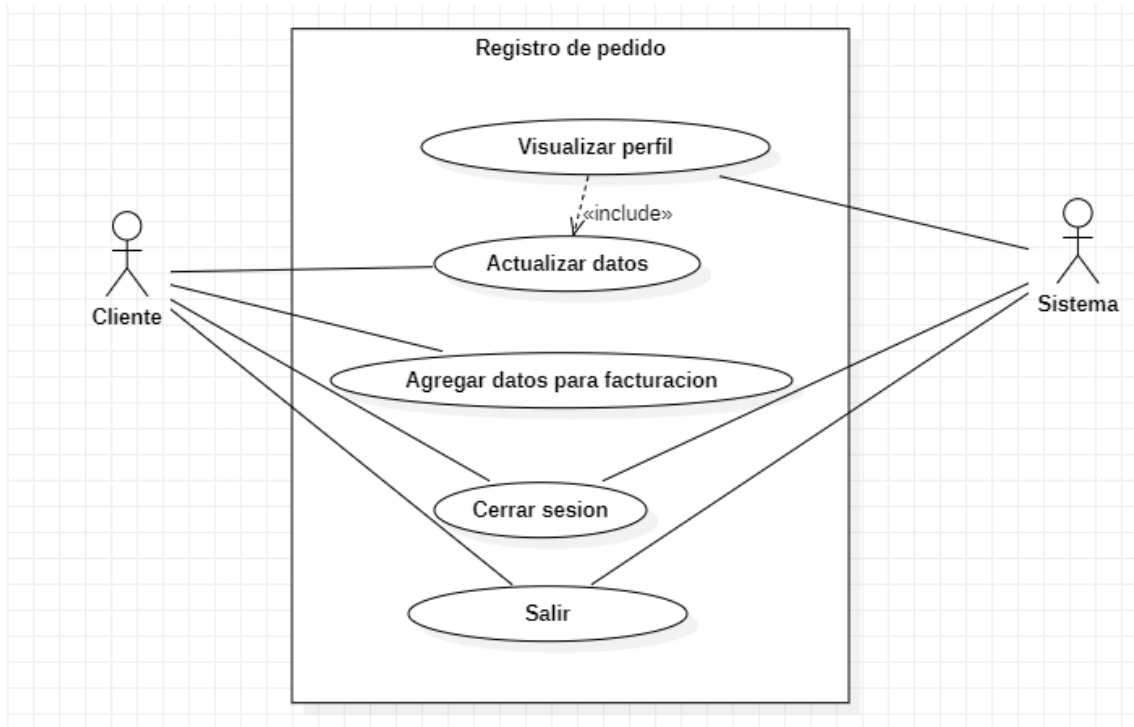 Registro de pedido
Visualizar perfil
«include»
Actualizar datos
Cliente
Sistema
Agregar datos para facturacion
Cerrar sesion
Salir